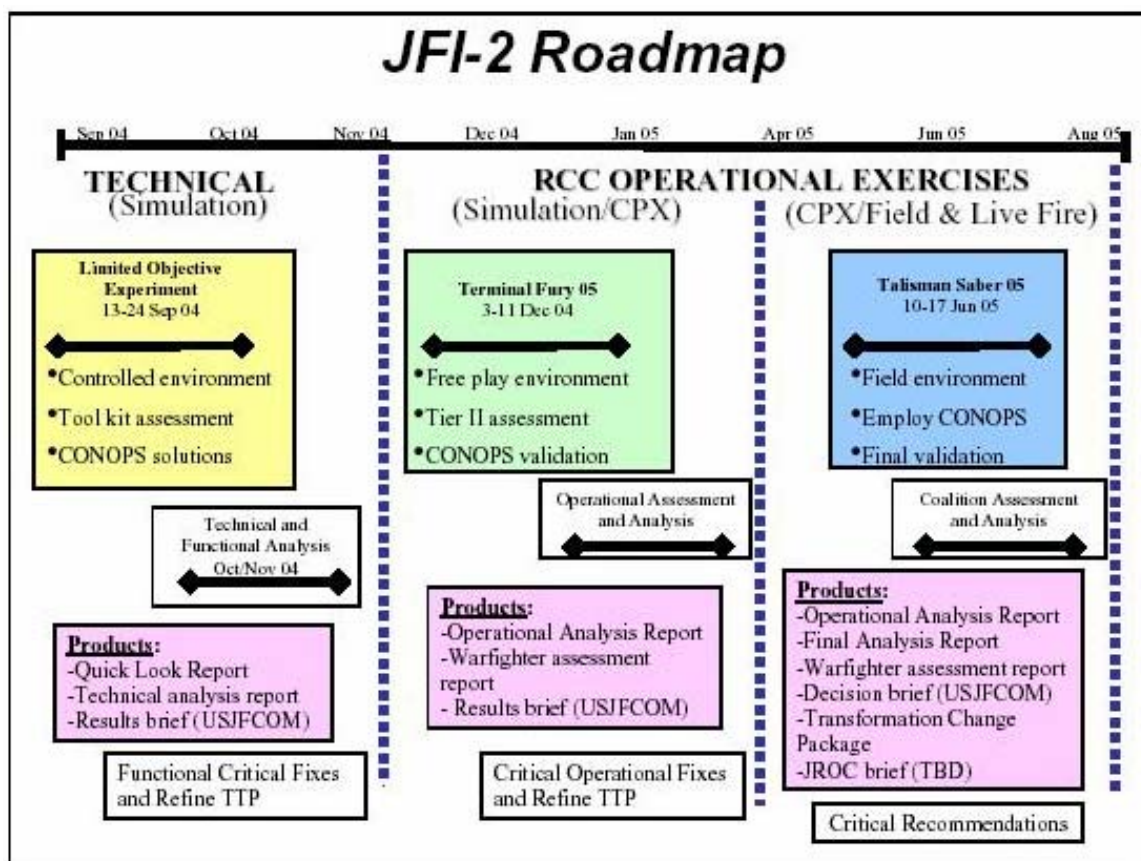 JFI-2 Roadmap
Sep 04 Oct 04 Nov 04 Dec 04 Jan 05 Apr 05 Jun 05 Aug 05
TECHNICAL
(Simulation)
RCC OPERATIONAL EXERCISES
(Simulation/CPX)
(CPX/Field & Live Fire)
Limited Objective
Experiment
13-24 Sep 04
•Controlled environment
•Tool kit assessment
•CONOPS solutions
Technical and
Functional Analysis
Oct/Nov 04
Products:
-Quick Look Report
-Technical analysis report
-Results brief (USJFCOM)
Functional Critical Fixes
and Refine TTP
Terminal Fury 05
3-11 Dec 04
•Free play environment
•Tier II assessment
•CONOPS validation
Operational Assessment
and Analysis
Products:
-Operational Analysis Report
-Warfighter assessment
report
- Results brief (USJFCOM)
Critical Operational Fixes
and Refine TTP
Talisman Saber 05
10-17 Jun 05
•Field environment
•Employ CONOPS
•Final validation
Coalition Assessment
and Analysis
Products:
-Operational Analysis Report
-Final Analysis Report
-Warfighter assessment report
-Decision brief (USJFCOM)
-Transformation Change
Package
-JROC brief (TBD)
Critical Recommendations